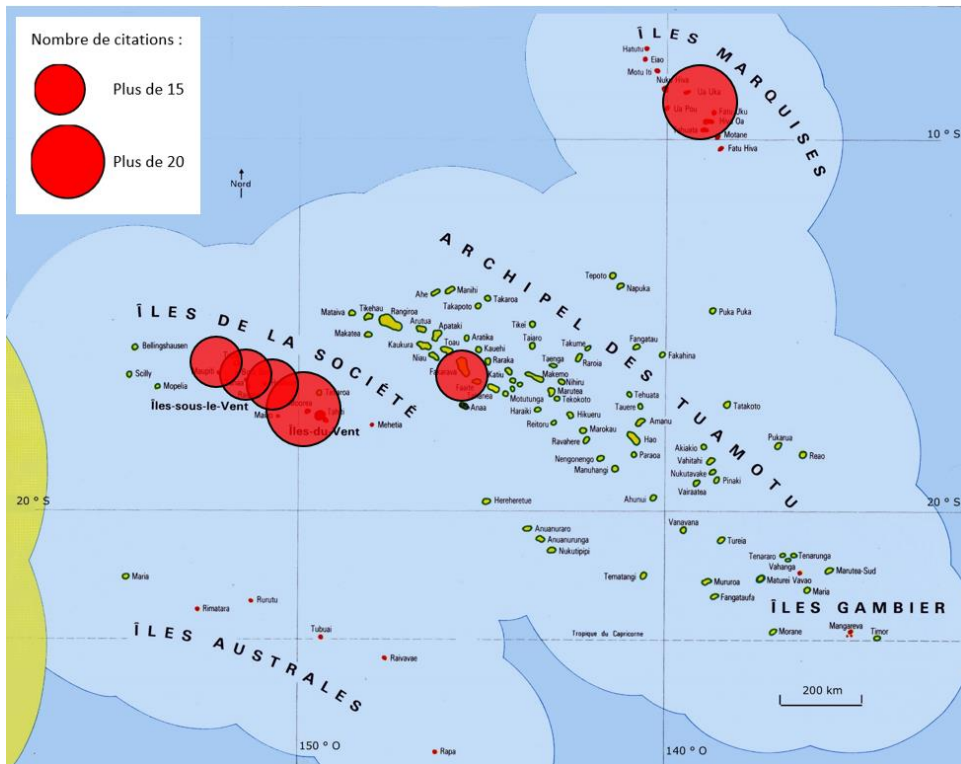 Nombre de citations :
Plus de 15
Plus de 20
Nord
ÎLES MARQUISES
Hatutu
Eiao
Motu Iti
Nuku Hiva
Ua Uka
Ua Pou
Fatu Uku
Hiva Oa
Tahuata
Motane
Fatu Hiva
10 ° S
ARCHIPEL DES TUAMOTU
Tepoto
Napuka
Puka Puka
Ahe
Manihi
Takaroa
Takapoto
Mataiva
Tikehau
Rangiroa
Makatea
Arutua
Apataki
Kaukura
Toau
Niau
Aratika
Kauehi
Raraka
Fakarava
Katiu
Faaite
Anaa
Tikei
Taiaro
Takume
Raroia
Taenga
Makemo
Nihiru
Marutea
Tekokoto
Motutunga
Haraiki
Reitoru
Hikueru
Marokau
Ravahere
Nengonengo
Manuhangi
Fangatau
Fakahina
Tehuata
Tauere
Amanu
Hao
Paraoa
Tatakoto
Akiakio
Vahitahi
Nukutavake
Vairaatea
Pinaki
Pukarua
Reao
Ahunui
ÎLES DE LA SOCIÉTÉ
Bellingshausen
Scilly
Mopelia
Maupiti
Îles-sous-le-Vent
Îles-du-Vent
Tahiti
Mehetia
20 ° S
20 ° S
Hereheretue
Anuanuraro
Anuanurunga
Nukutipipi
Vanavana
Tureia
Tematangi
Mururoa
Fangataufa
Tenararo
Tenarunga
Vahanga
Maturei Vavao
Marutea-Sud
Maria
ÎLES GAMBIER
Morane
Mangareva
Timor
Tropique du Capricorne
Maria
Rimatara
Rurutu
Tubuai
Raivavae
Rapa
ÎLES AUSTRALES
200 km
150 ° O
140 ° O